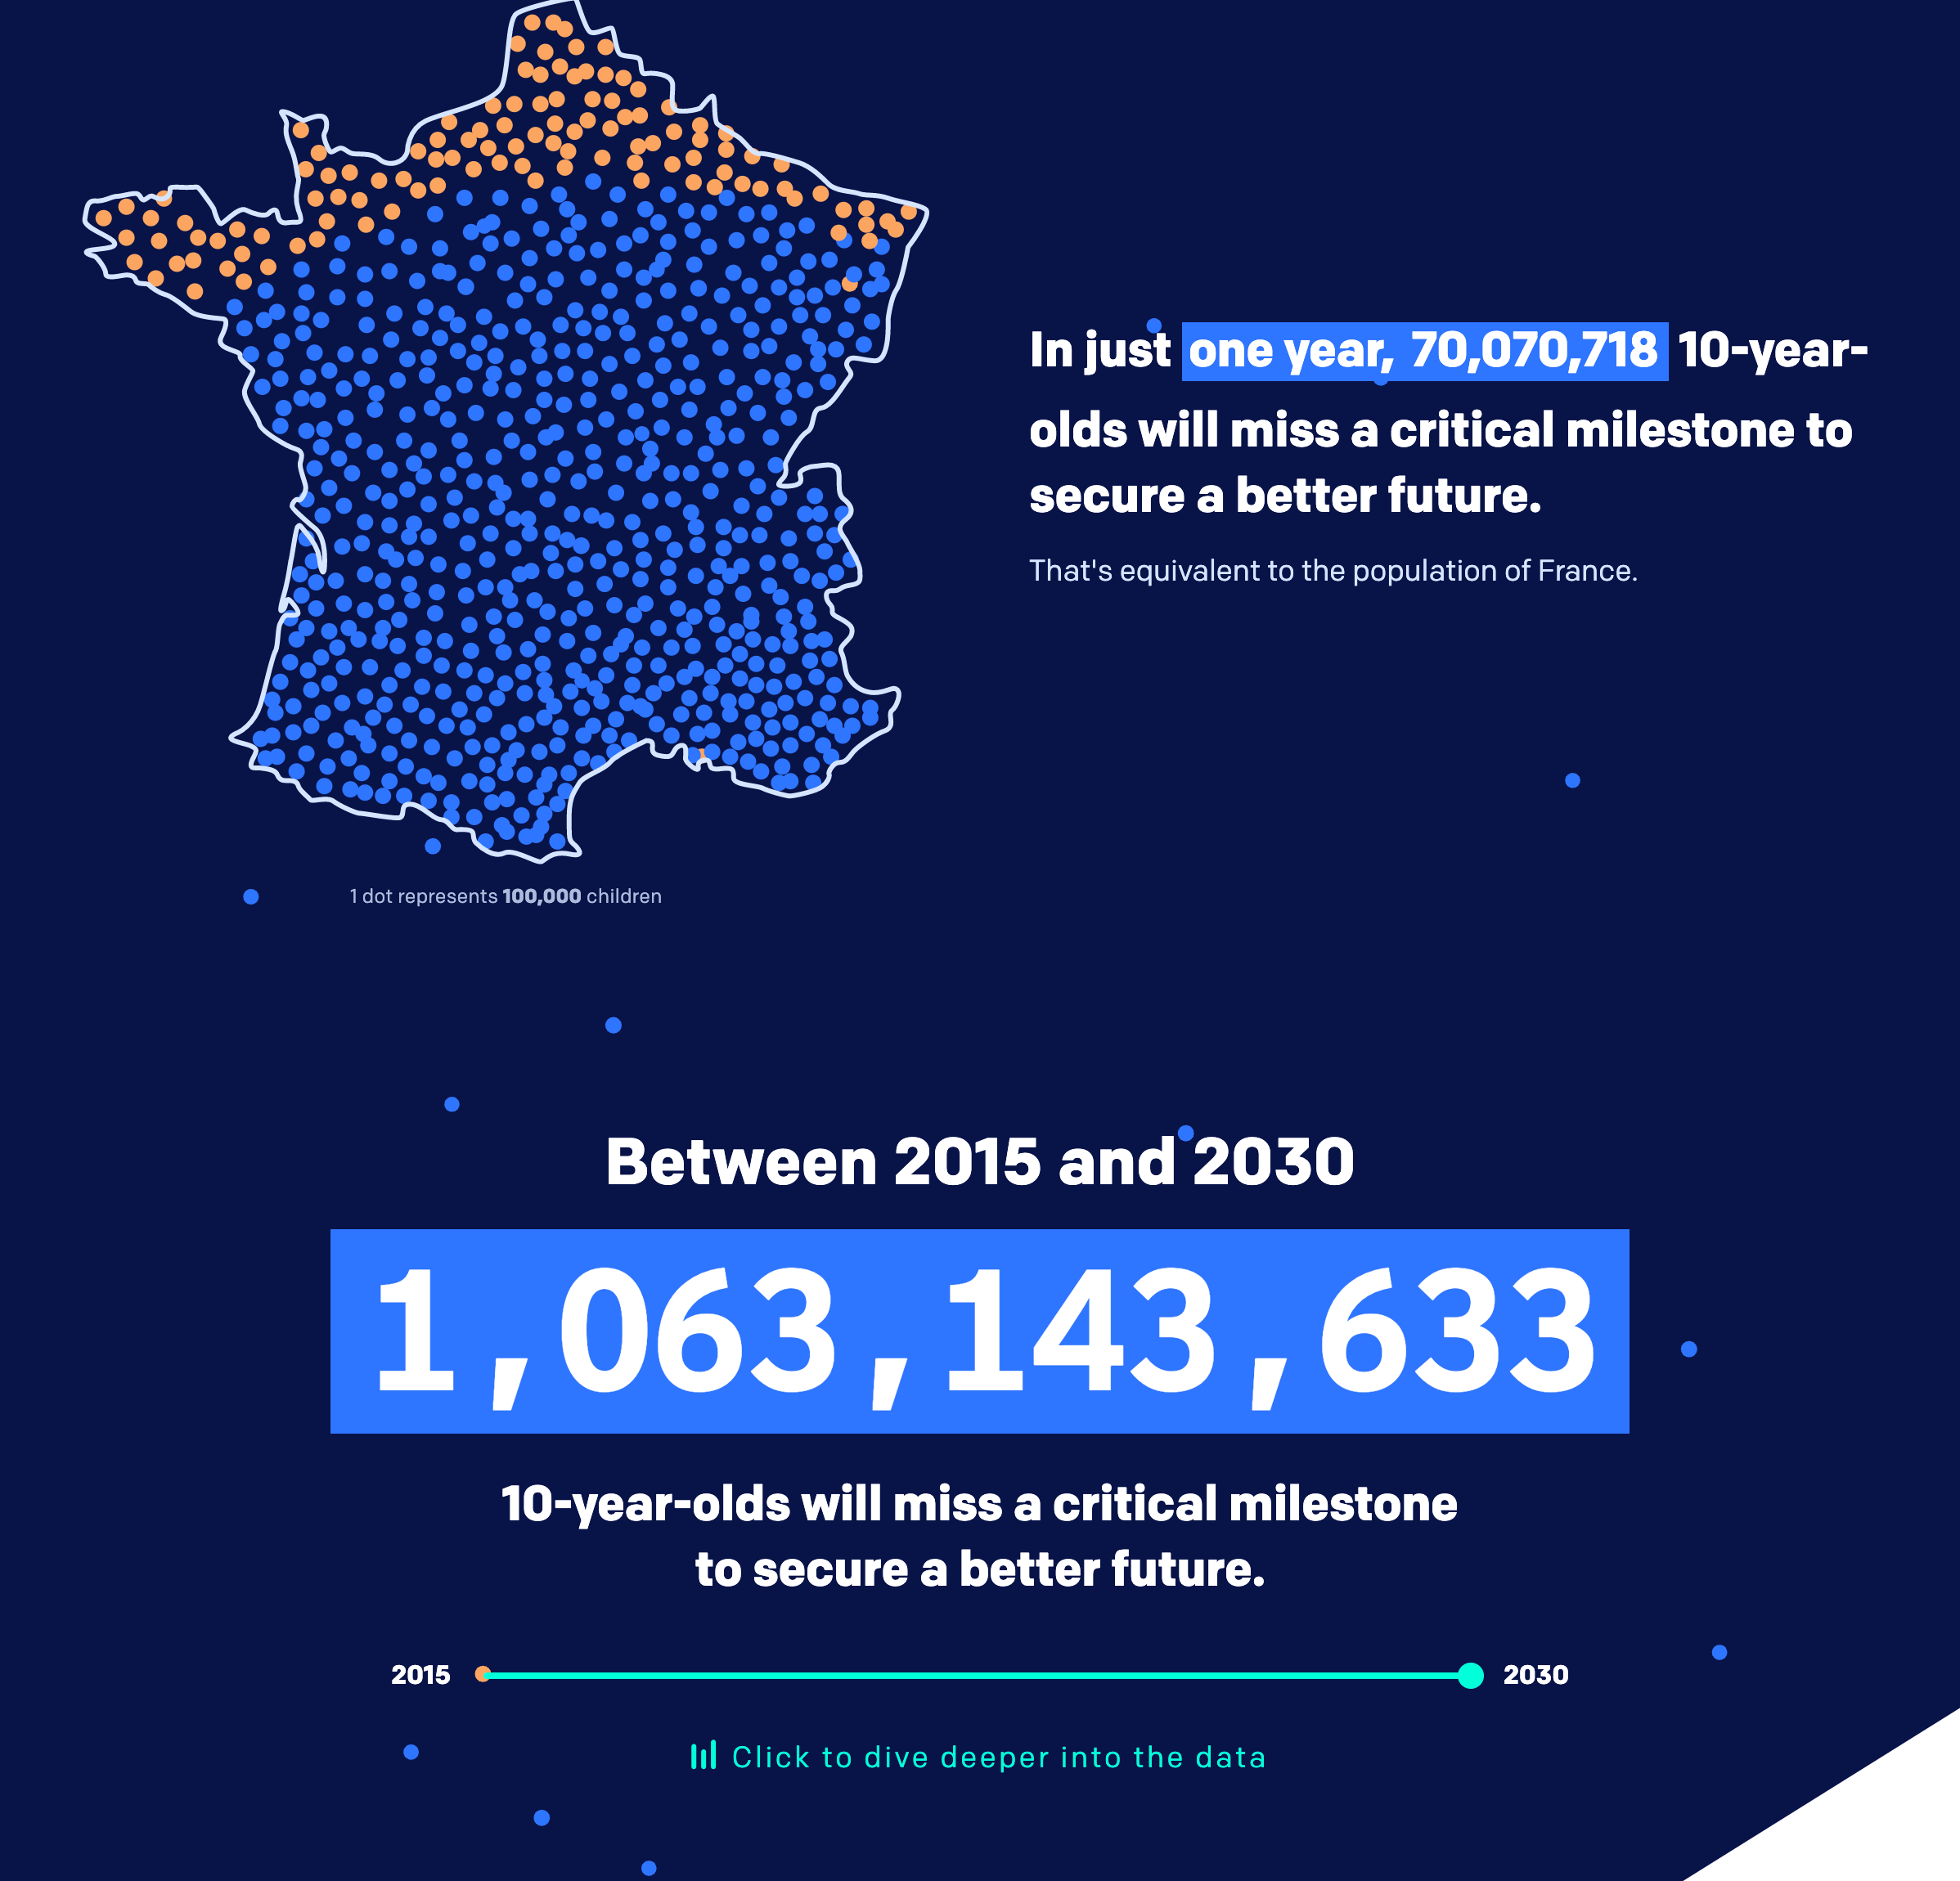 In just one year, 70,070,718 10-year-
olds will miss a critical milestone to
secure a better future.
That's equivalent to the population of France.
1 dot represents 100,000 children
Between 2015 and 2030
1,063,143,633
10-year-olds will miss a critical milestone
to secure a better future.
2015 2030
Click to dive deeper into the data